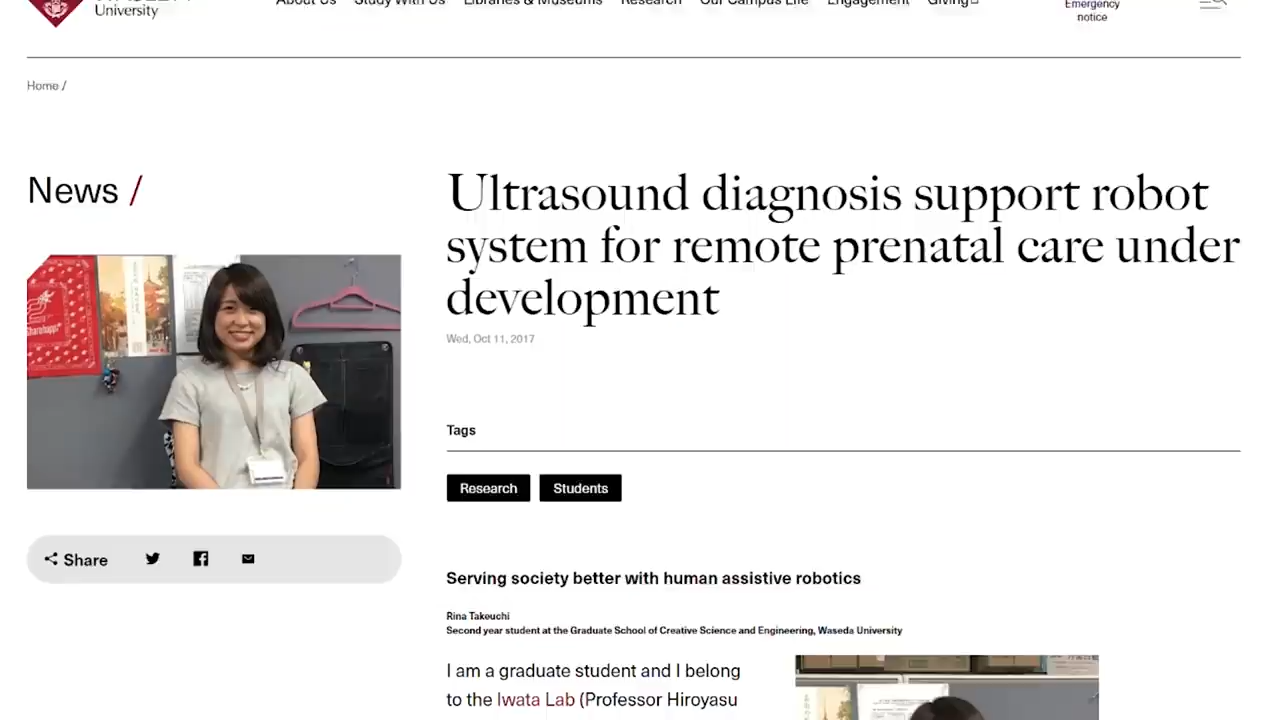 University
About Us Study With Us Libraries & Museums Research Our Campus Life Engagement Giving
Emergency
notice
Home /
News /
Ultrasound diagnosis support robot
system for remote prenatal care under
development
Wed, Oct 11, 2017
Tags
Research Students
Share
Serving society better with human assistive robotics
Rina Takeuchi
Second year student at the Graduate School of Creative Science and Engineering, Waseda University
I am a graduate student and I belong
to the Iwata Lab (Professor Hiroyasu